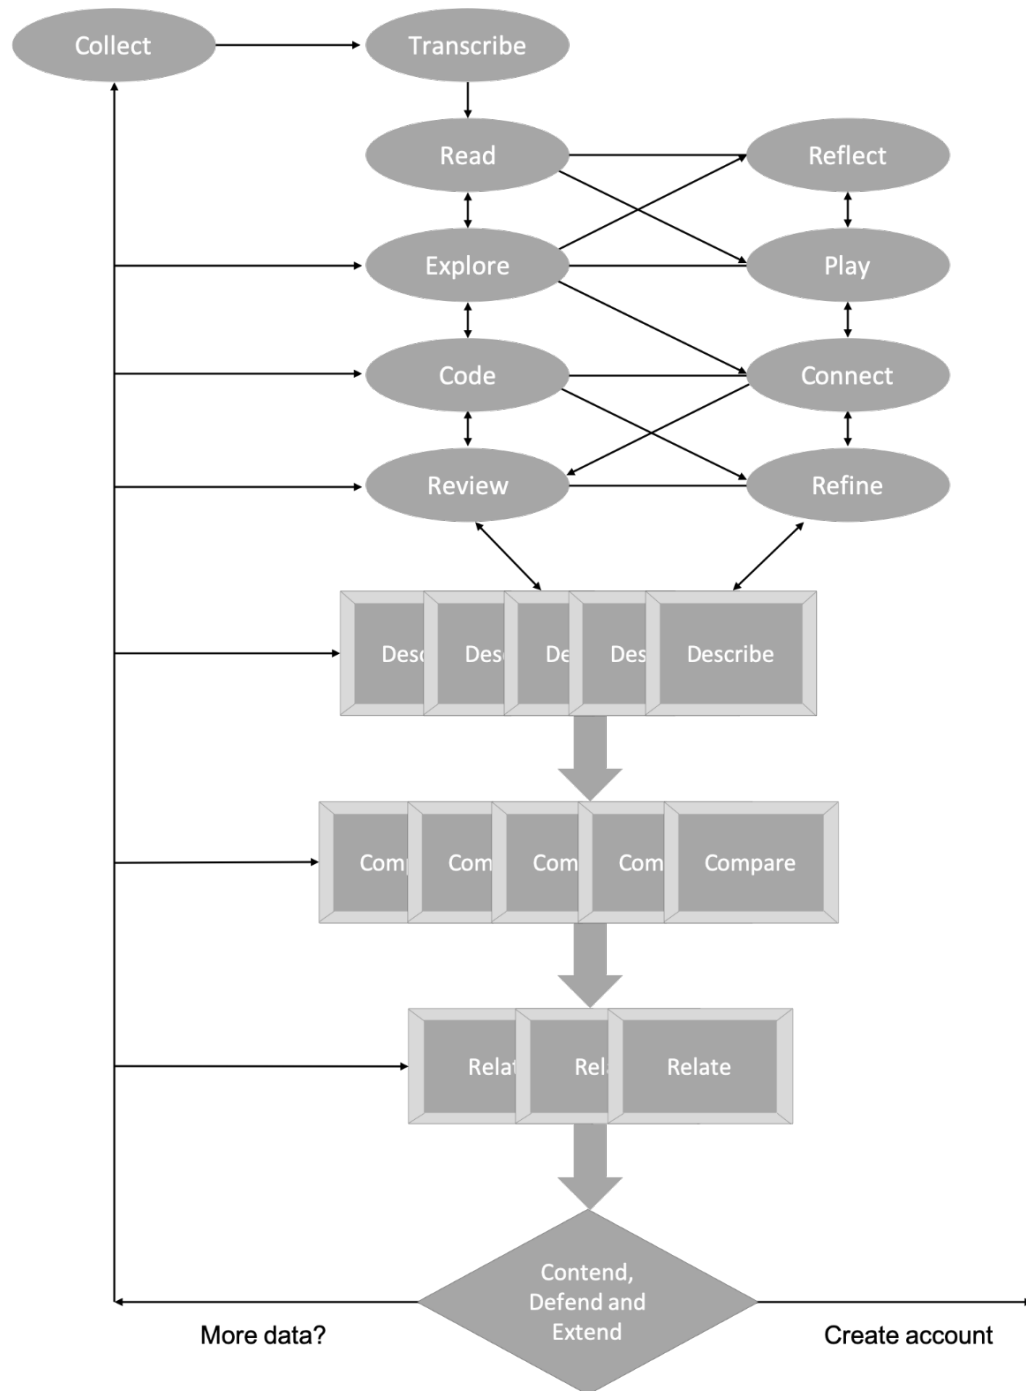 Collect
Transcribe
Read
Reflect
Explore
Play
Code
Connect
Review
Refine
Desc
Des
De
Des
Describe
Comp
Com
Com
Com
Compare
Relat
Rela
Relate
Contend,
Defend and
Extend
More data?
Create account